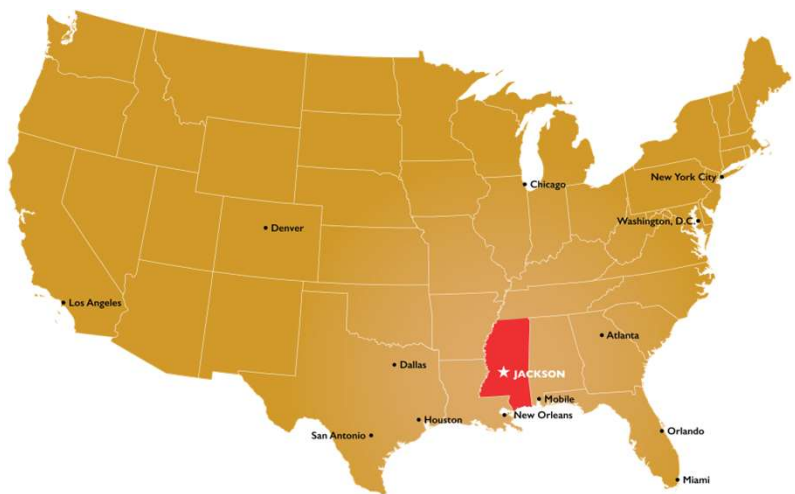 Chicago
New York City
Washington, D.C.
Denver
Los Angeles
Atlanta
Dallas
JACKSON
Mobile
New Orleans
Houston
San Antonio
Orlando
Miami